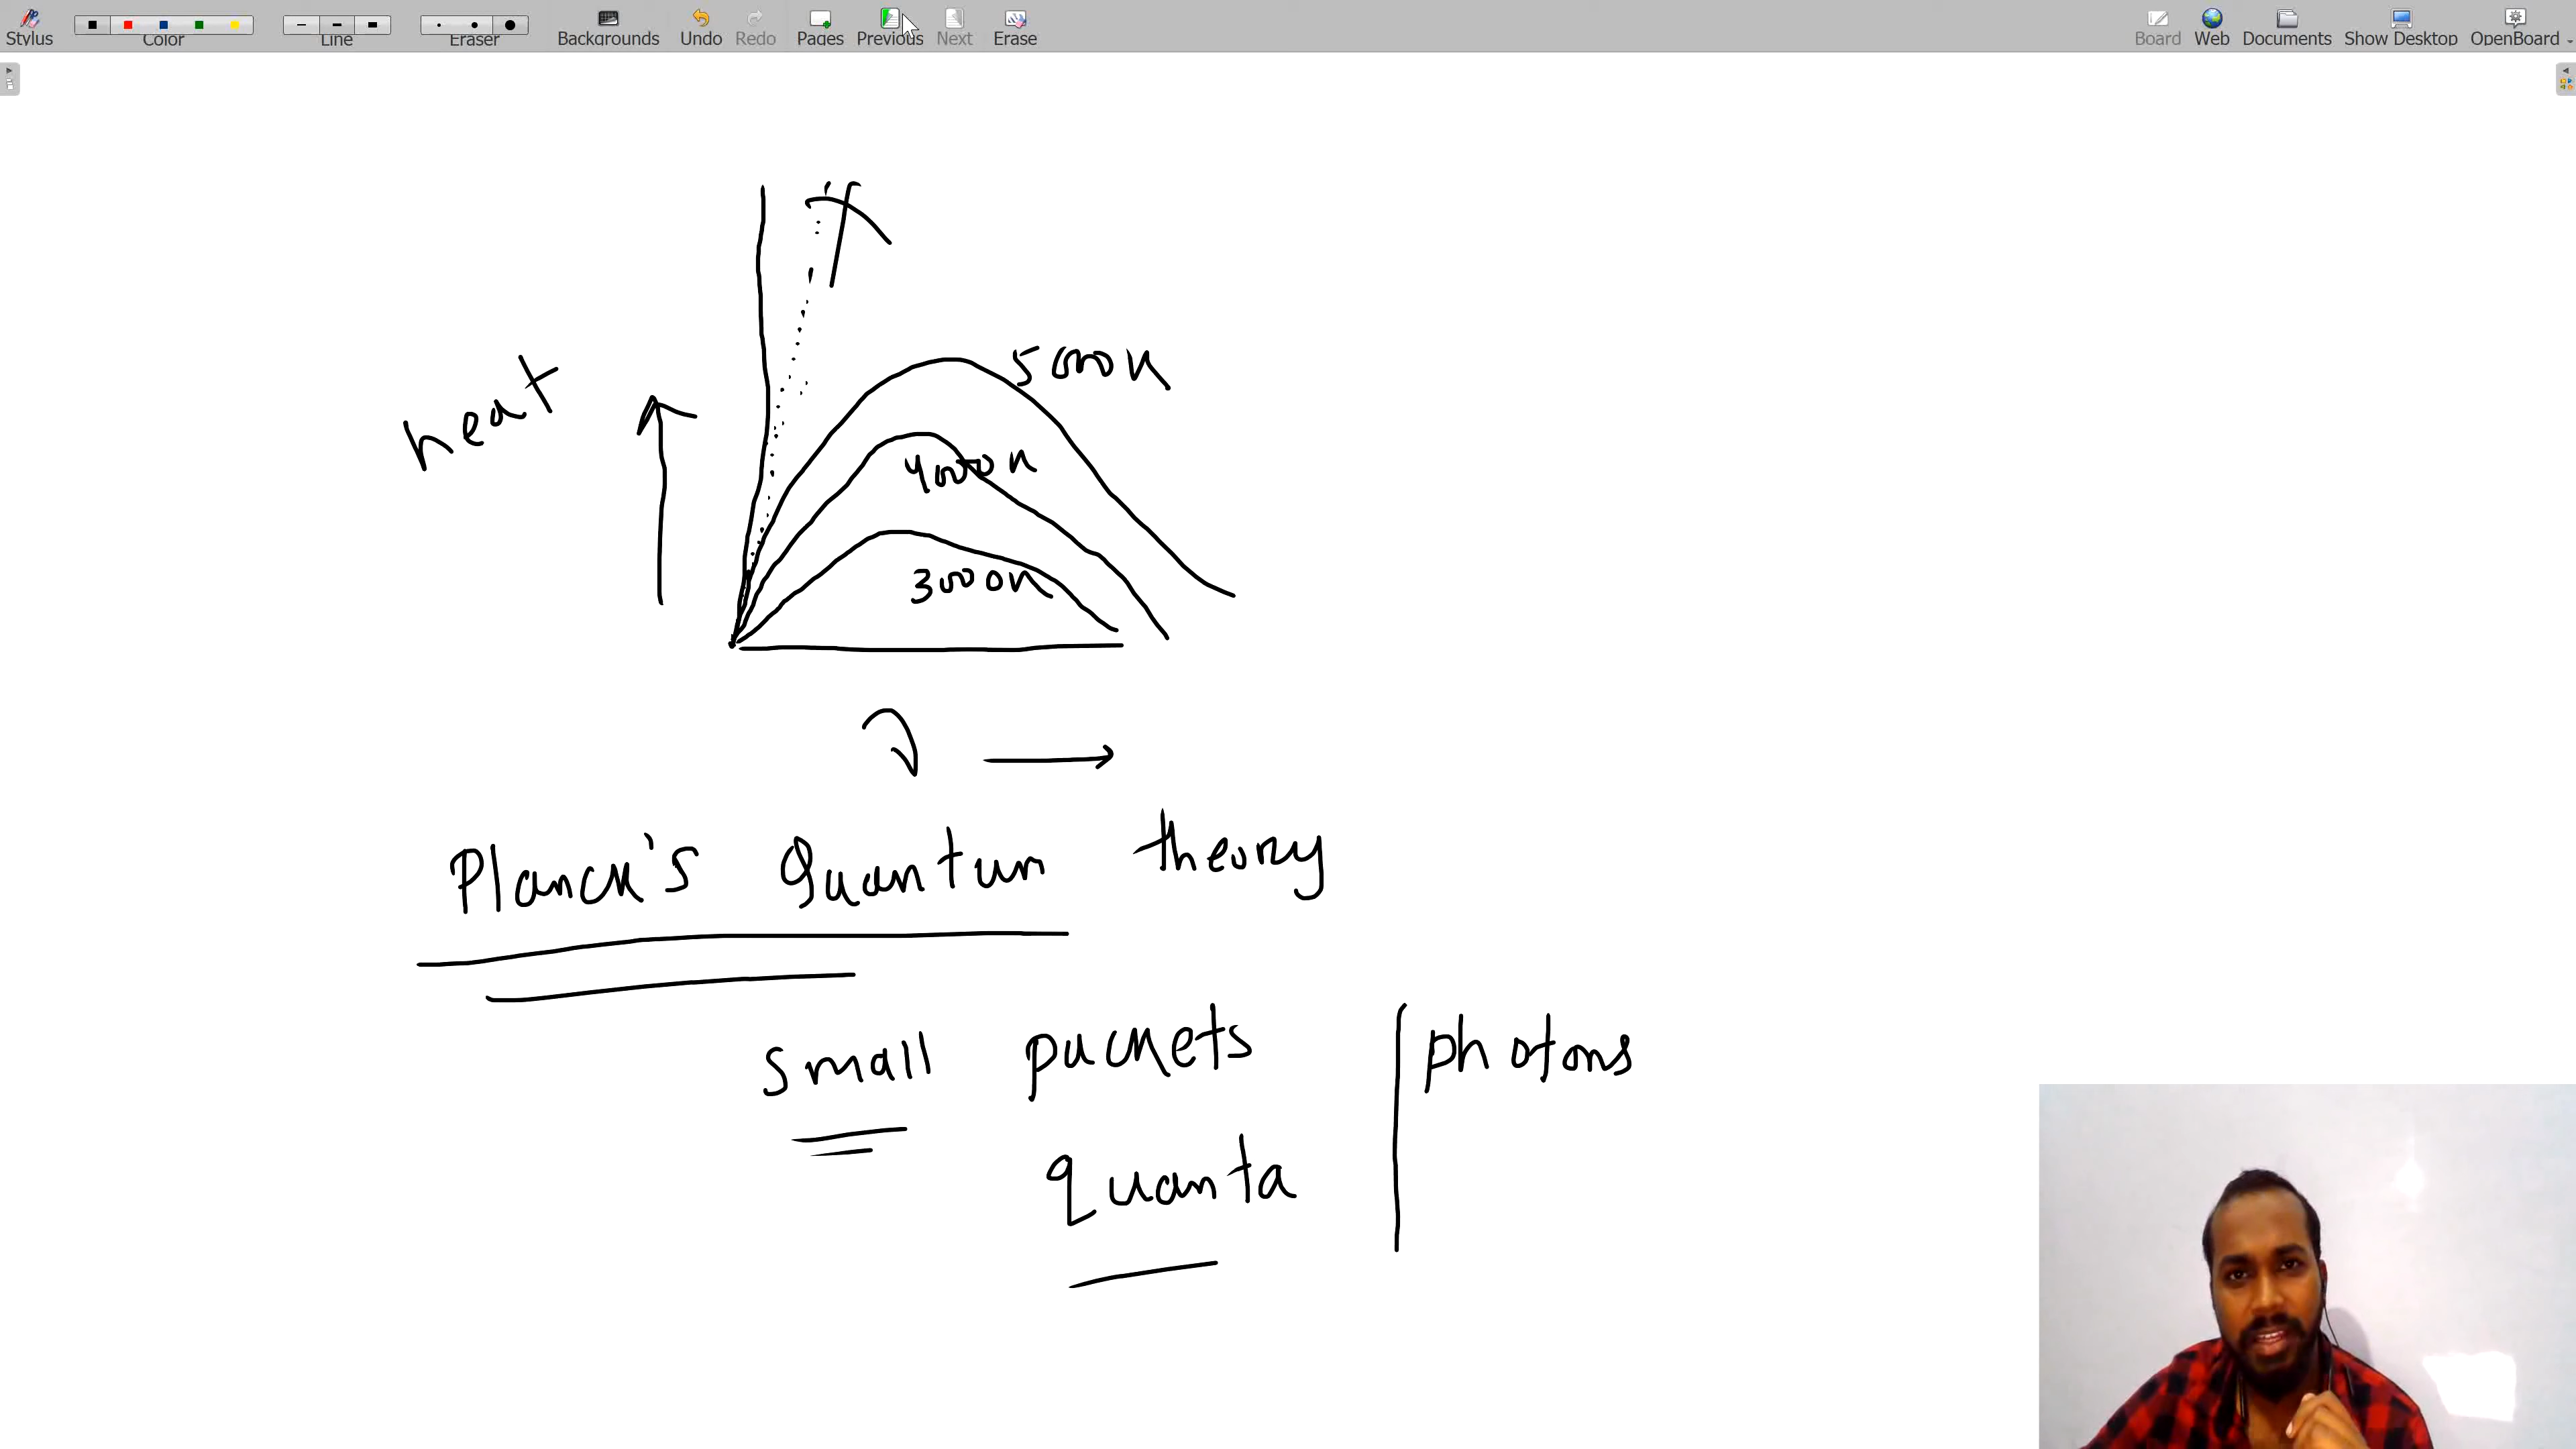 Stylus Color Line Eraser Backgrounds Undo Redo Pages Previous Next Erase Board Web Documents Show Desktop OpenBoard
heat
5000K
4000K
3000K
Planck's Quantum theory
small packets photons
quanta